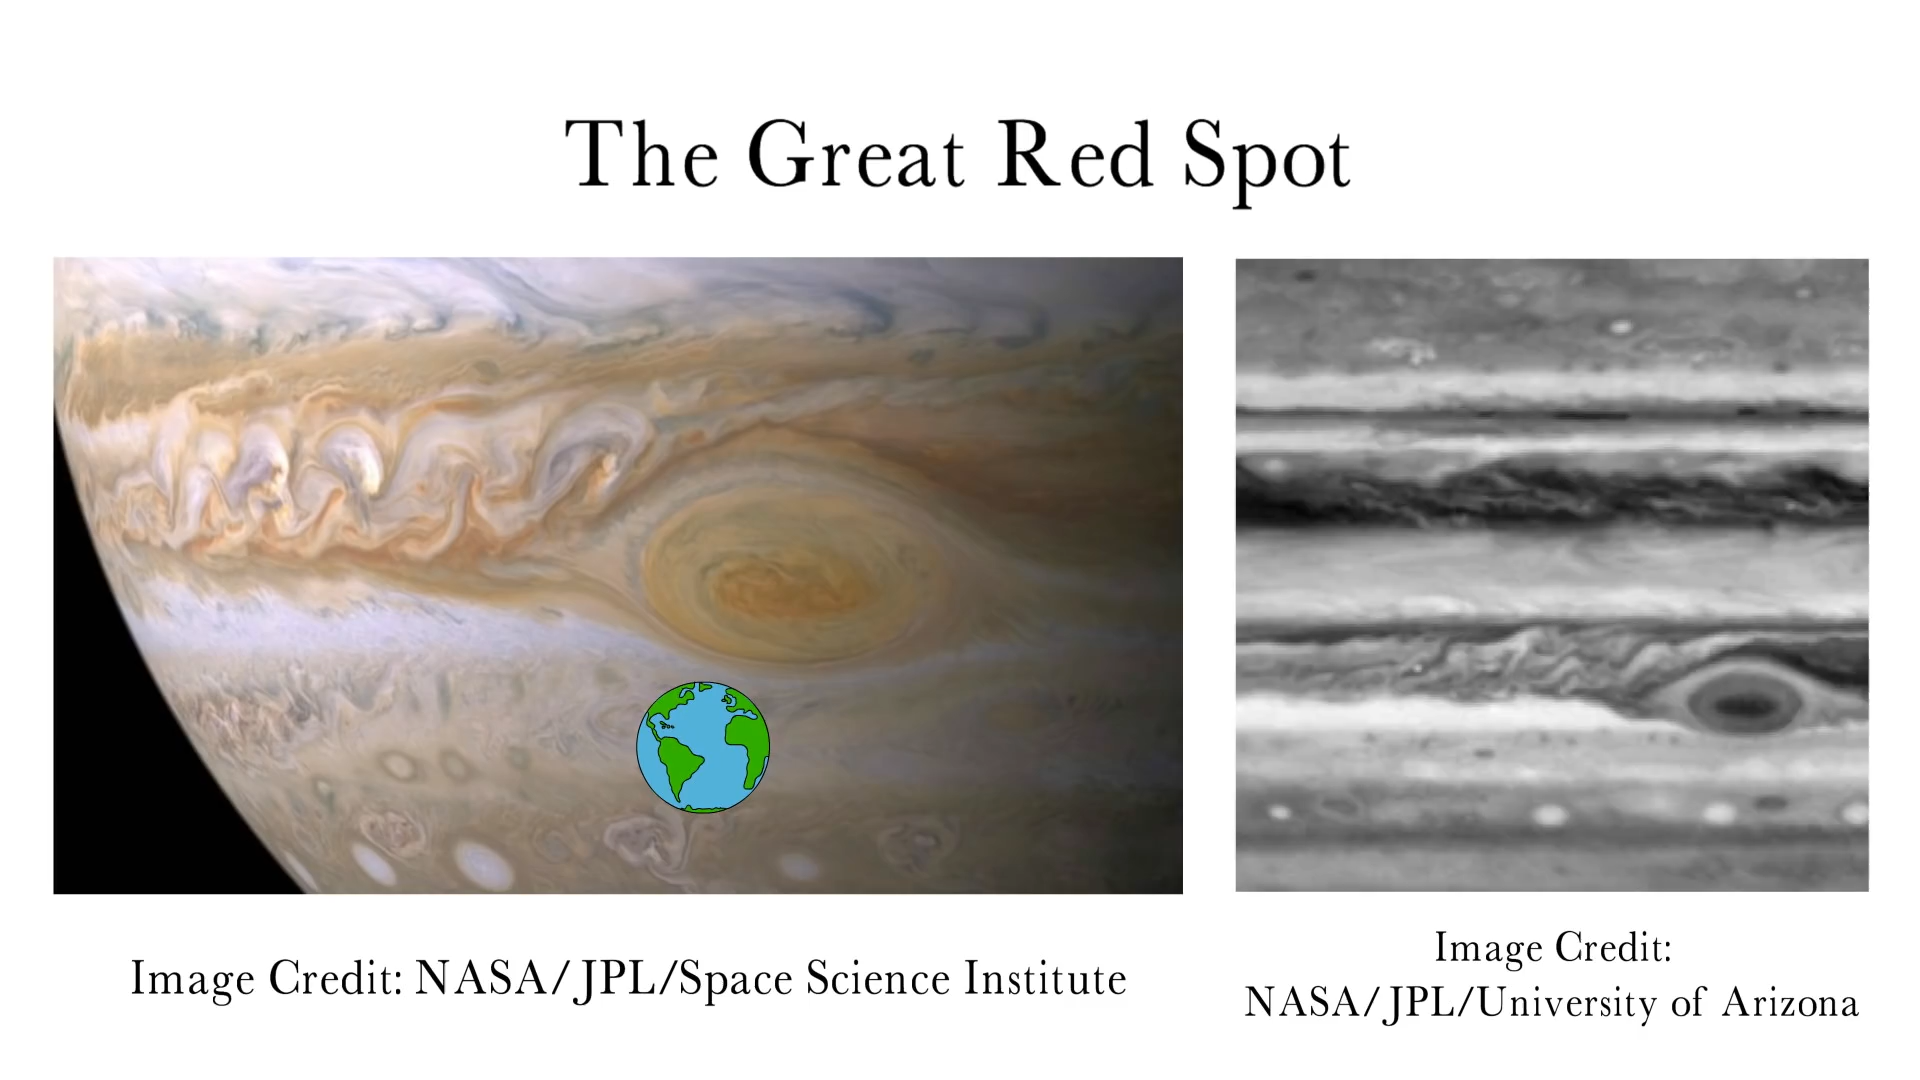 The Great Red Spot
Image Credit: NASA/JPL/Space Science Institute
Image Credit:
NASA/JPL/University of Arizona